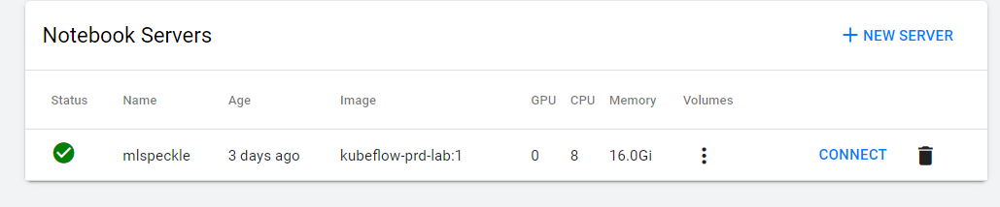 Notebook Servers
+ NEW SERVER
Status Name Age Image GPU CPU Memory Volumes
mlspeckle 3 days ago kubeflow-prd-lab:1 0 8 16.0Gi CONNECT